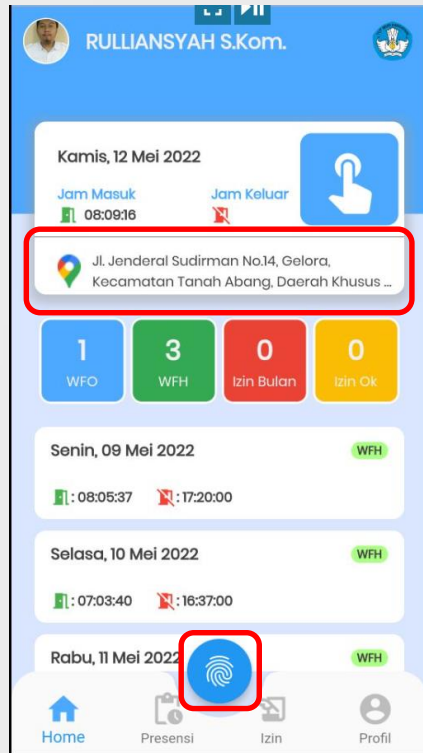 RULLIANSYAH S.Kom.
Kamis, 12 Mei 2022
Jam Masuk Jam Keluar
08:09:16
Jl. Jenderal Sudirman No.14, Gelora,
Kecamatan Tanah Abang, Daerah Khusus ...
1 3 0 0
WFO WFH Izin Bulan Izin Ok
Senin, 09 Mei 2022 WFH
: 08:05:37 : 17:20:00
Selasa, 10 Mei 2022 WFH
: 07:03:40 : 16:37:00
Rabu, 11 Mei 2022 WFH
Home Presensi Izin Profil